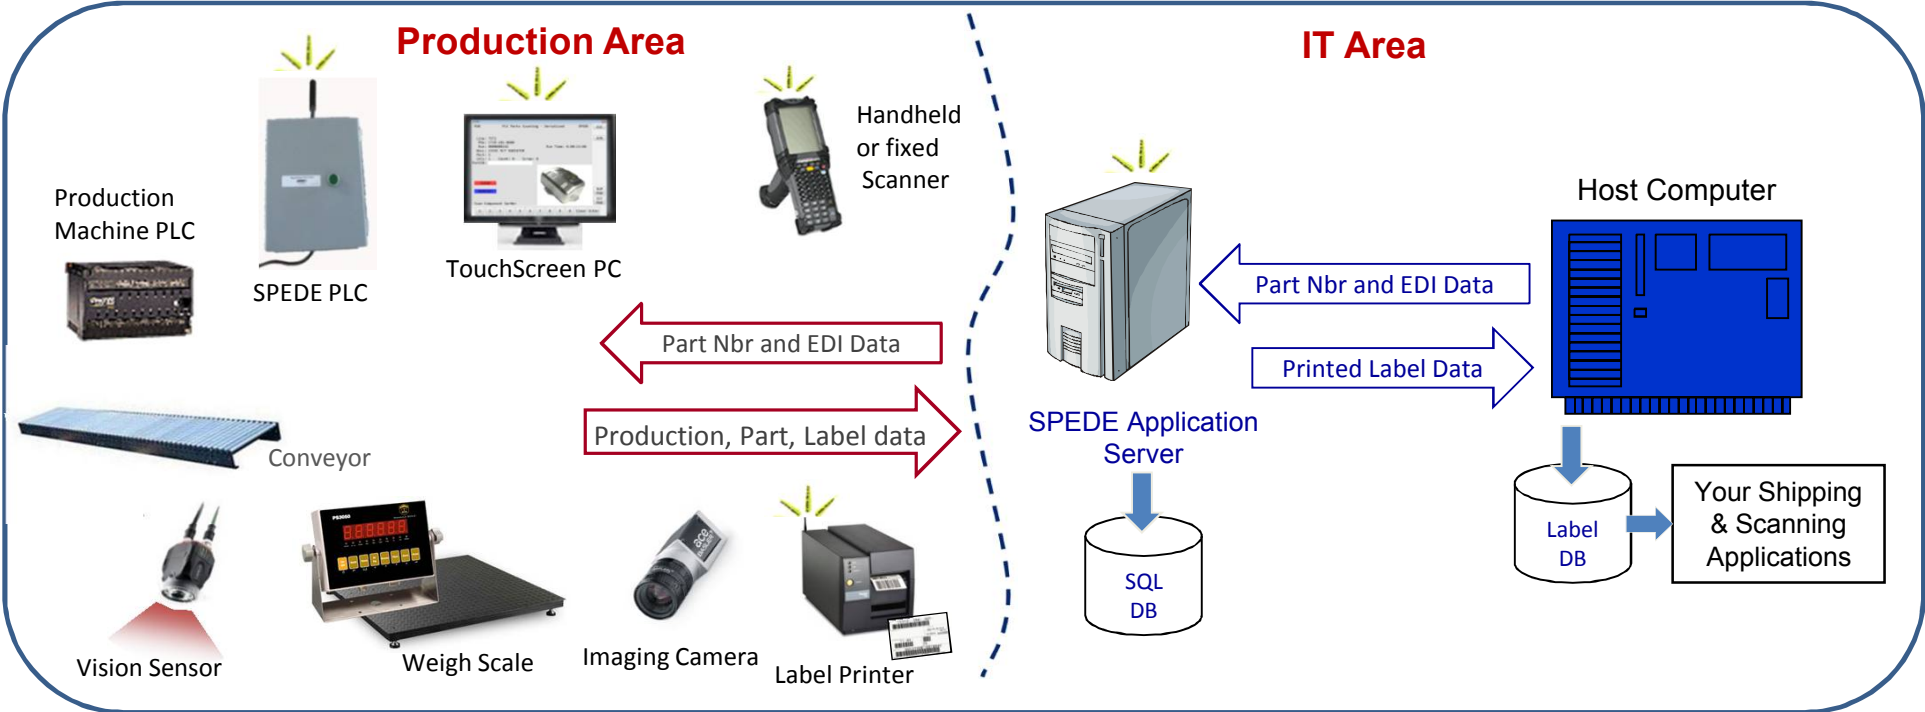 Production Area
IT Area
Handheld
or fixed
Scanner
Production
Machine PLC
SPEDE PLC
TouchScreen PC
Host Computer
Part Nbr and EDI Data
Printed Label Data
Part Nbr and EDI Data
Production, Part, Label data
SPEDE Application
Server
Conveyor
SQL
DB
Label
DB
Your Shipping
& Scanning
Applications
PS3050
ace
Vision Sensor
Weigh Scale
Imaging Camera
Label Printer